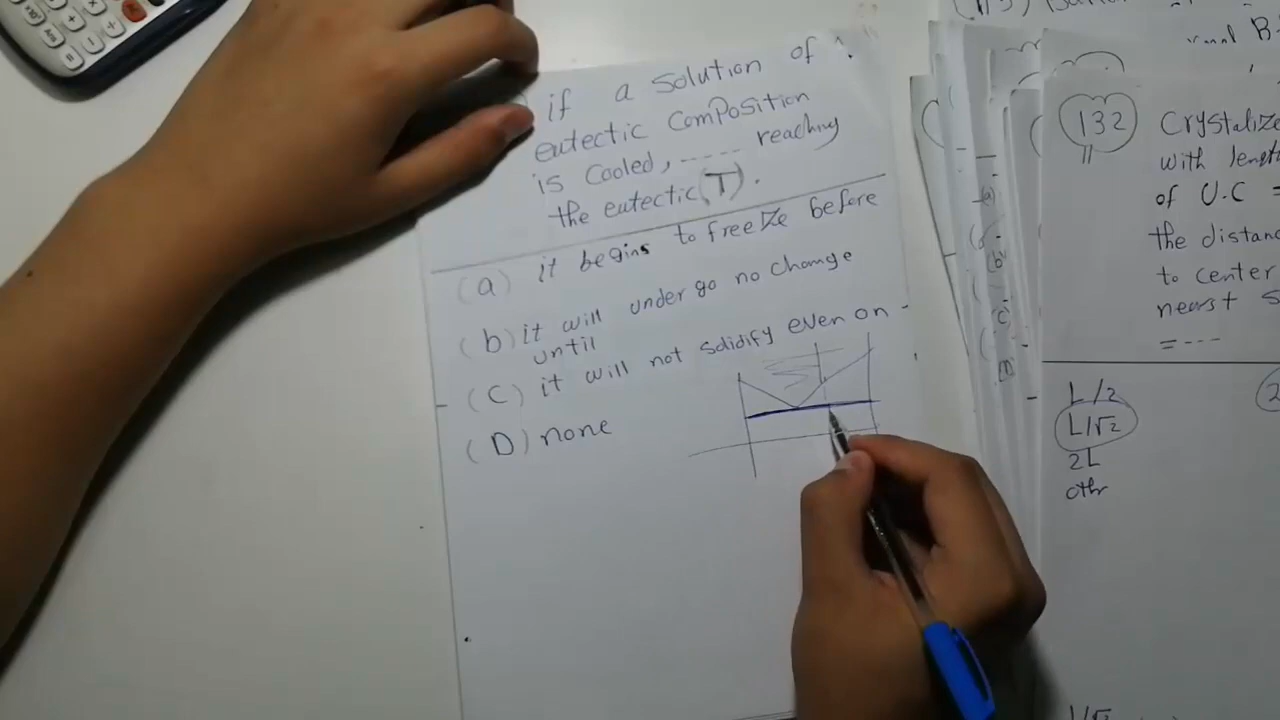 if a solution of
eutectic composition
is Cooled, ---- reaching
the eutectic (T).
(a) it begins to freeze before
(b) it will under go no change
until
(C) it will not solidify even on -
(D) none
132
Crystalize
with length
of U.C =
the distanc
to center
nearst S
= ---
L/2
L/√2
2L
othr